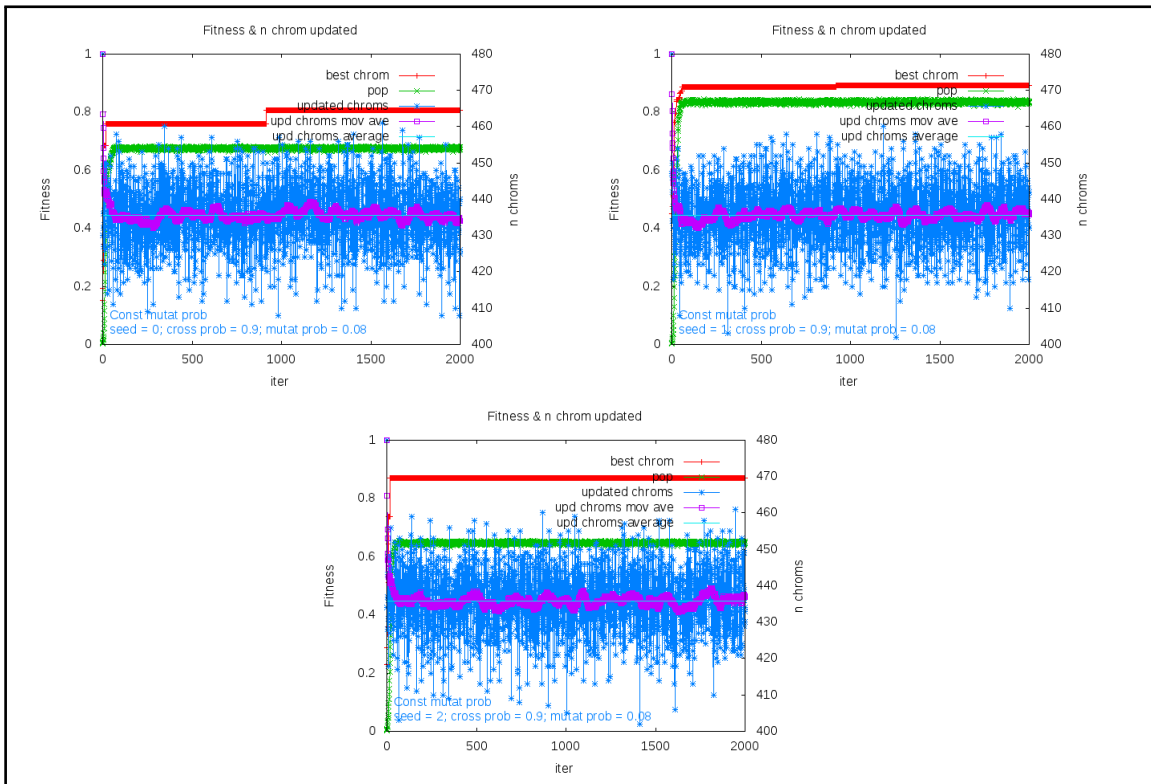 Fitness & n chrom updated
1
0.8
0.6
0.4
0.2
0
Fitness
480
470
460
450
440
430
420
410
400
n chroms
best chrom
pop
updated chroms
upd chroms mov ave
upd chroms average
Const mutat prob
seed = 0; cross prob = 0.9; mutat prob = 0.08
0 500 1000 1500 2000
iter
Fitness & n chrom updated
1
0.8
0.6
0.4
0.2
0
Fitness
480
470
460
450
440
430
420
410
400
n chroms
best chrom
pop
updated chroms
upd chroms mov ave
upd chroms average
Const mutat prob
seed = 1; cross prob = 0.9; mutat prob = 0.08
0 500 1000 1500 2000
iter
Fitness & n chrom updated
1
0.8
0.6
0.4
0.2
0
Fitness
480
470
460
450
440
430
420
410
400
n chroms
best chrom
pop
updated chroms
upd chroms mov ave
upd chroms average
Const mutat prob
seed = 2; cross prob = 0.9; mutat prob = 0.08
0 500 1000 1500 2000
iter